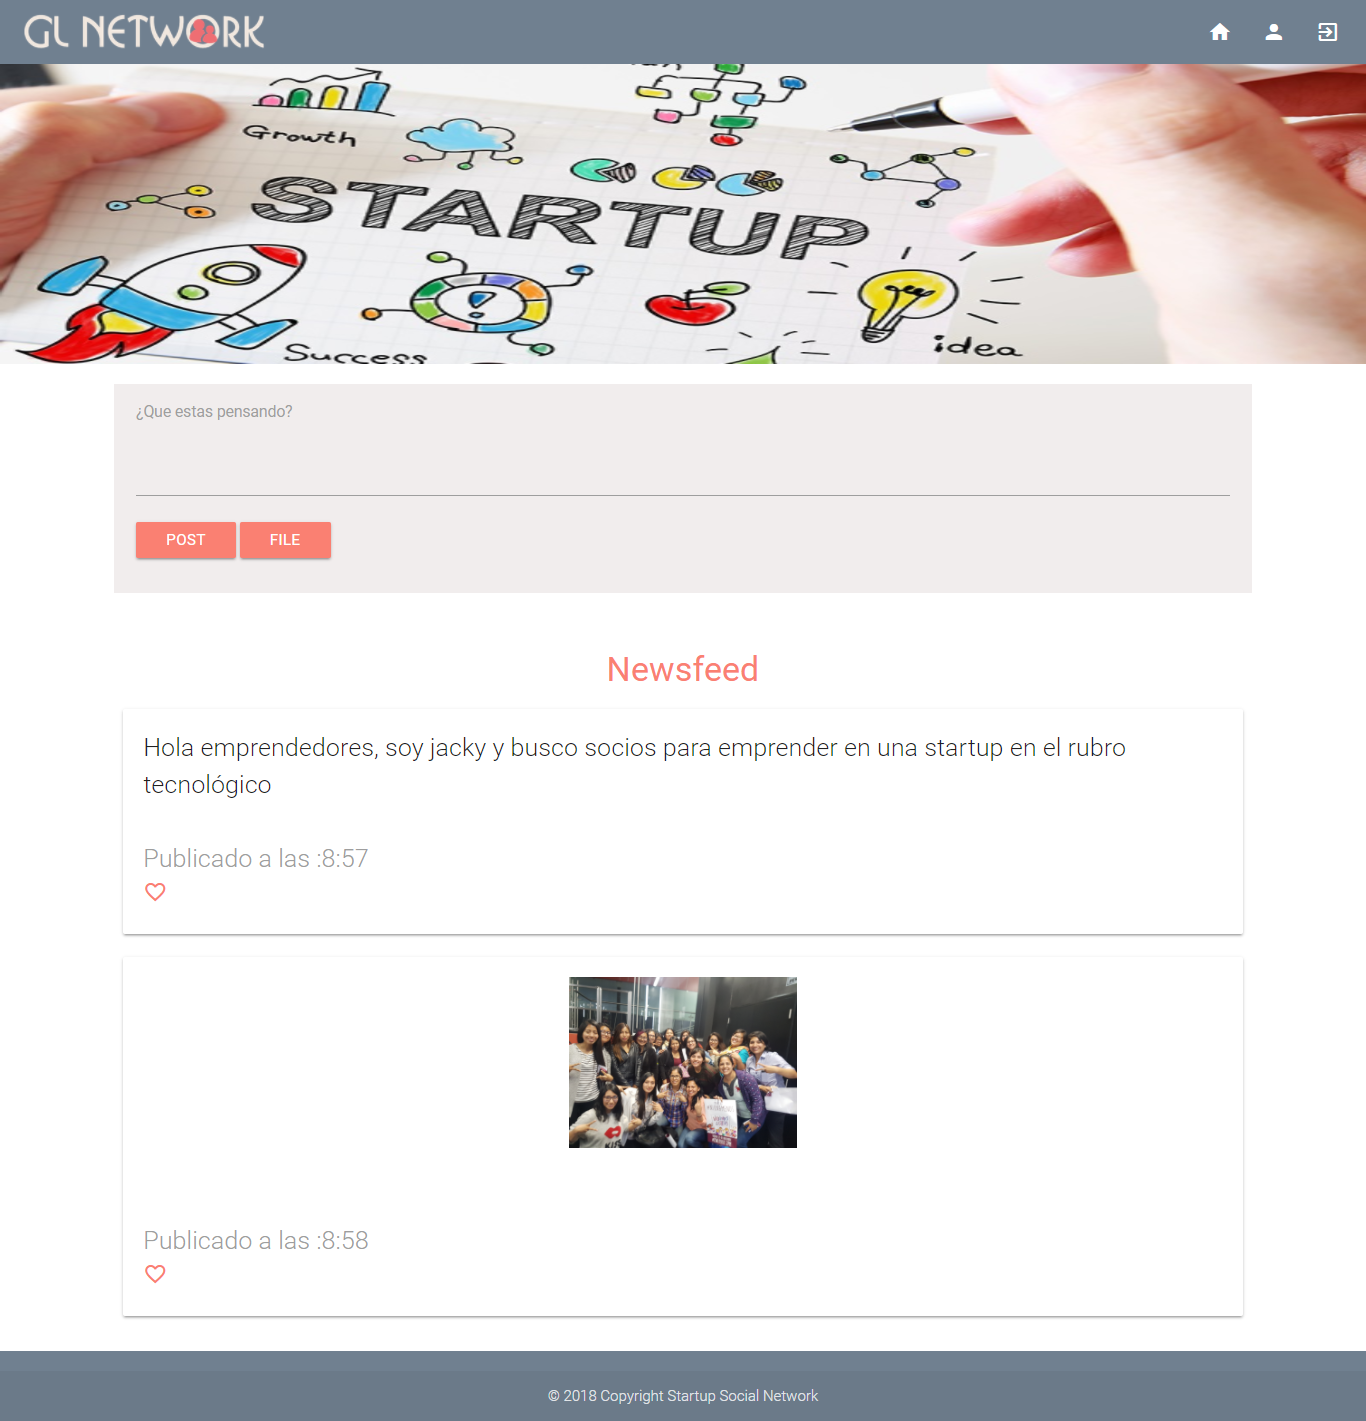 GL NETWORK
Growth
STARTUP
Success
idea
¿Que estas pensando?
POST FILE
Newsfeed
Hola emprendedores, soy jacky y busco socios para emprender en una startup en el rubro
tecnológico
Publicado a las :8:57
Publicado a las :8:58
© 2018 Copyright Startup Social Network